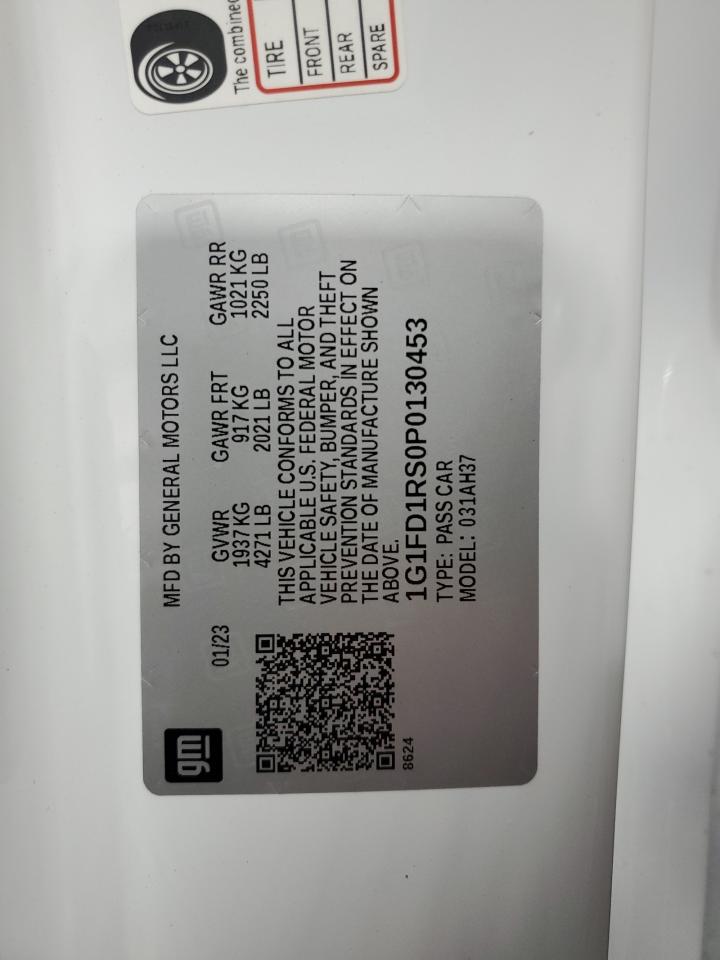 The combined
TIRE
FRONT
REAR
SPARE
MFD BY GENERAL MOTORS LLC
01/23
GVWR GAWR FRT GAWR RR
1937 KG 917 KG 1021 KG
4271 LB 2021 LB 2250 LB
THIS VEHICLE CONFORMS TO ALL
APPLICABLE U.S. FEDERAL MOTOR
VEHICLE SAFETY, BUMPER, AND THEFT
PREVENTION STANDARDS IN EFFECT ON
THE DATE OF MANUFACTURE SHOWN
ABOVE.
1G1FD1RS0P0130453
TYPE: PASS CAR
MODEL: 031AH37
gm
8624